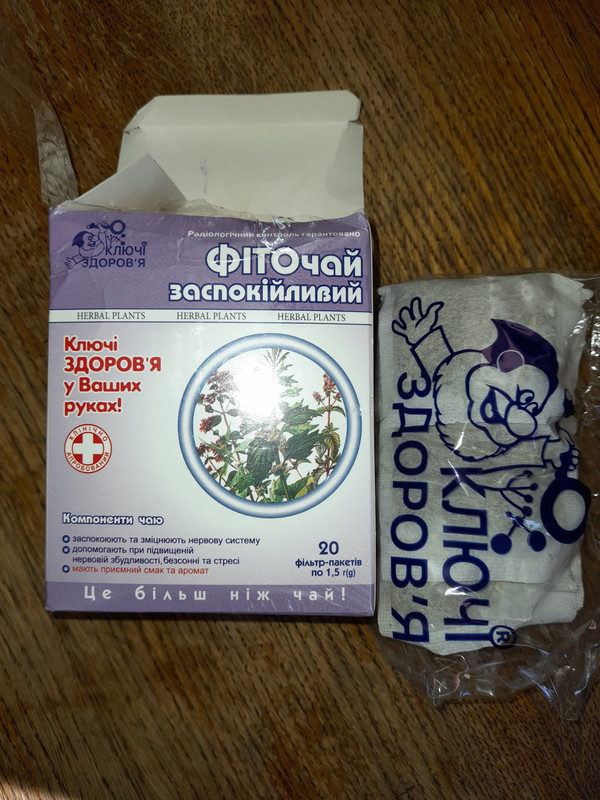 Радіологічний контроль гарантовано
КЛЮЧІ
ЗДОРОВ'Я
ФІТОчай
заспокійливий
HERBAL PLANTS HERBAL PLANTS HERBAL PLANTS
Ключі
ЗДОРОВ'Я
у Ваших
руках!
КЛІНІЧНО
АПРОБОВАНИЙ
Компоненти чаю
заспокоюють та зміцнюють нервову систему
допомагають при підвищеній
нервовій збудливості, безсонні та стресі
мають приємний смак та аромат
20
фільтр-пакетів
по 1,5 г(g)
Це більш ніж чай!
КЛЮЧІ®
ЗДОРОВ'Я